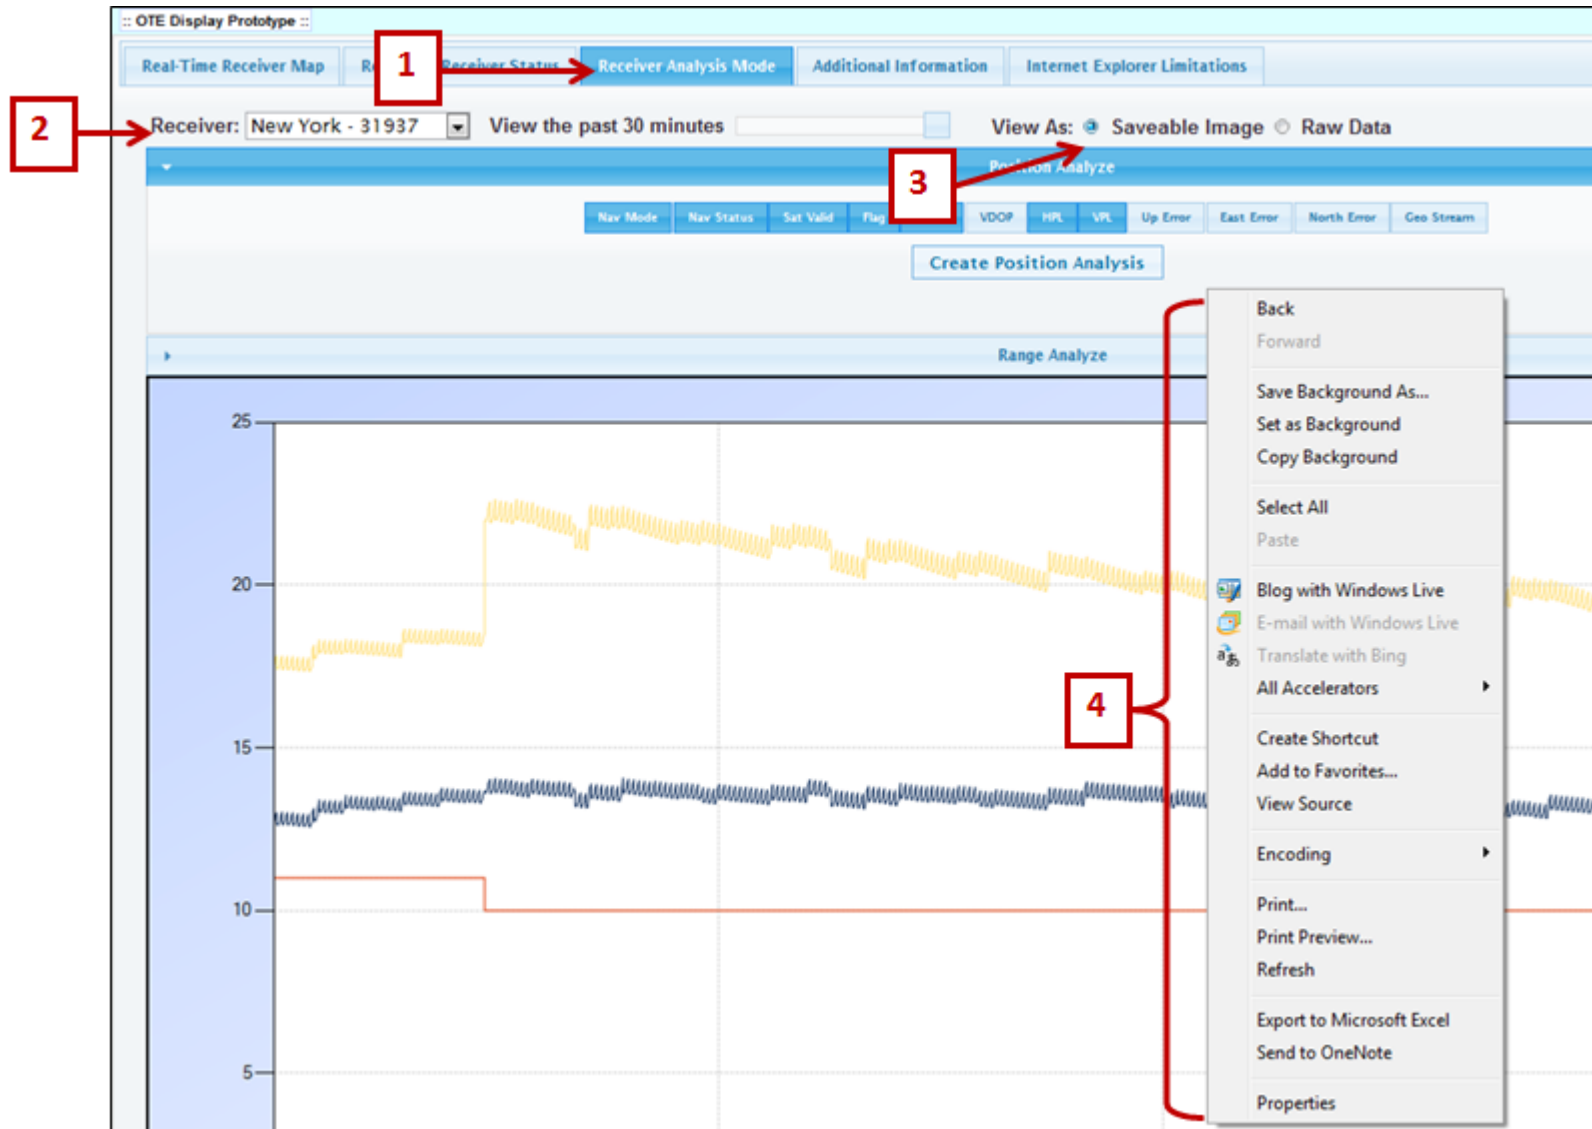 :: OTE Display Prototype ::
Real-Time Receiver Map
Receiver Status
Receiver Analysis Mode
Additional Information
Internet Explorer Limitations
1
2
Receiver: New York - 31937
View the past 30 minutes
View As: Saveable Image Raw Data
3
Position Analyze
Nav Mode Nav Status Sat Valid Flag VDOP HPL VPL Up Error East Error North Error Geo Stream
Create Position Analysis
Range Analyze
25
20
15
10
5
4
Back
Forward
Save Background As...
Set as Background
Copy Background
Select All
Paste
Blog with Windows Live
E-mail with Windows Live
Translate with Bing
All Accelerators
Create Shortcut
Add to Favorites...
View Source
Encoding
Print...
Print Preview...
Refresh
Export to Microsoft Excel
Send to OneNote
Properties